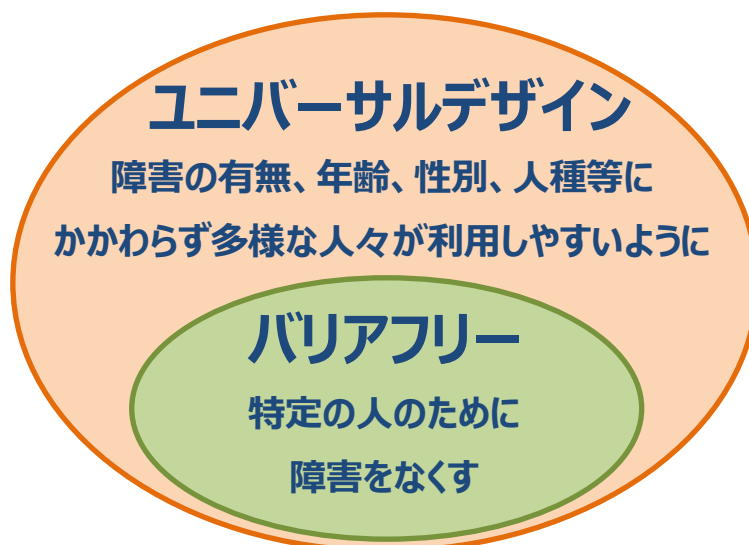 ユニバーサルデザイン
障害の有無、年齢、性別、人種等に
かかわらず多様な人々が利用しやすいように
バリアフリー
特定の人のために
障害をなくす